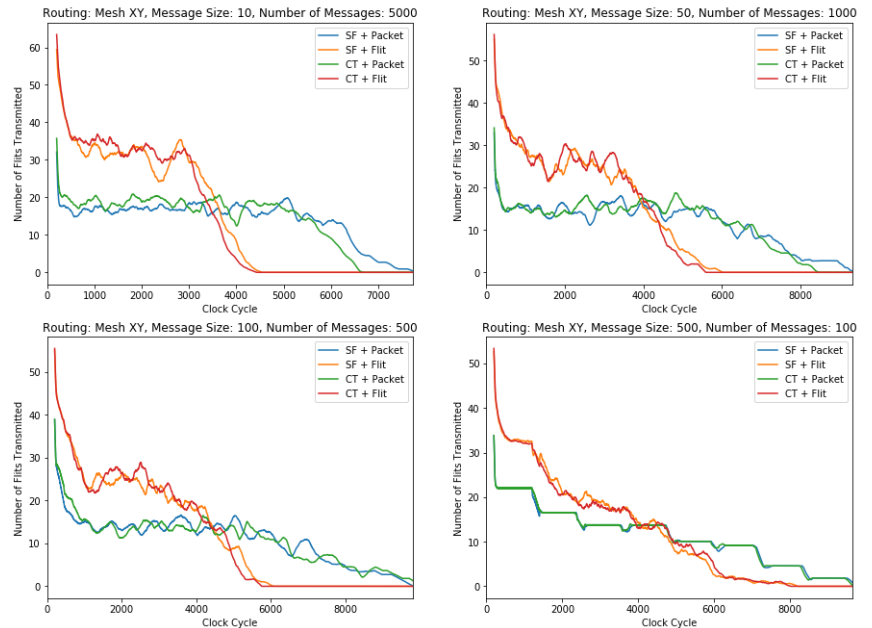 Routing: Mesh XY, Message Size: 10, Number of Messages: 5000
SF + Packet
SF + Flit
CT + Packet
CT + Flit
Number of Flits Transmitted
60
50
40
30
20
10
0
0 1000 2000 3000 4000 5000 6000 7000
Clock Cycle
Routing: Mesh XY, Message Size: 50, Number of Messages: 1000
SF + Packet
SF + Flit
CT + Packet
CT + Flit
Number of Flits Transmitted
50
40
30
20
10
0
0 2000 4000 6000 8000
Clock Cycle
Routing: Mesh XY, Message Size: 100, Number of Messages: 500
SF + Packet
SF + Flit
CT + Packet
CT + Flit
Number of Flits Transmitted
50
40
30
20
10
0
0 2000 4000 6000 8000
Clock Cycle
Routing: Mesh XY, Message Size: 500, Number of Messages: 100
SF + Packet
SF + Flit
CT + Packet
CT + Flit
Number of Flits Transmitted
50
40
30
20
10
0
0 2000 4000 6000 8000
Clock Cycle